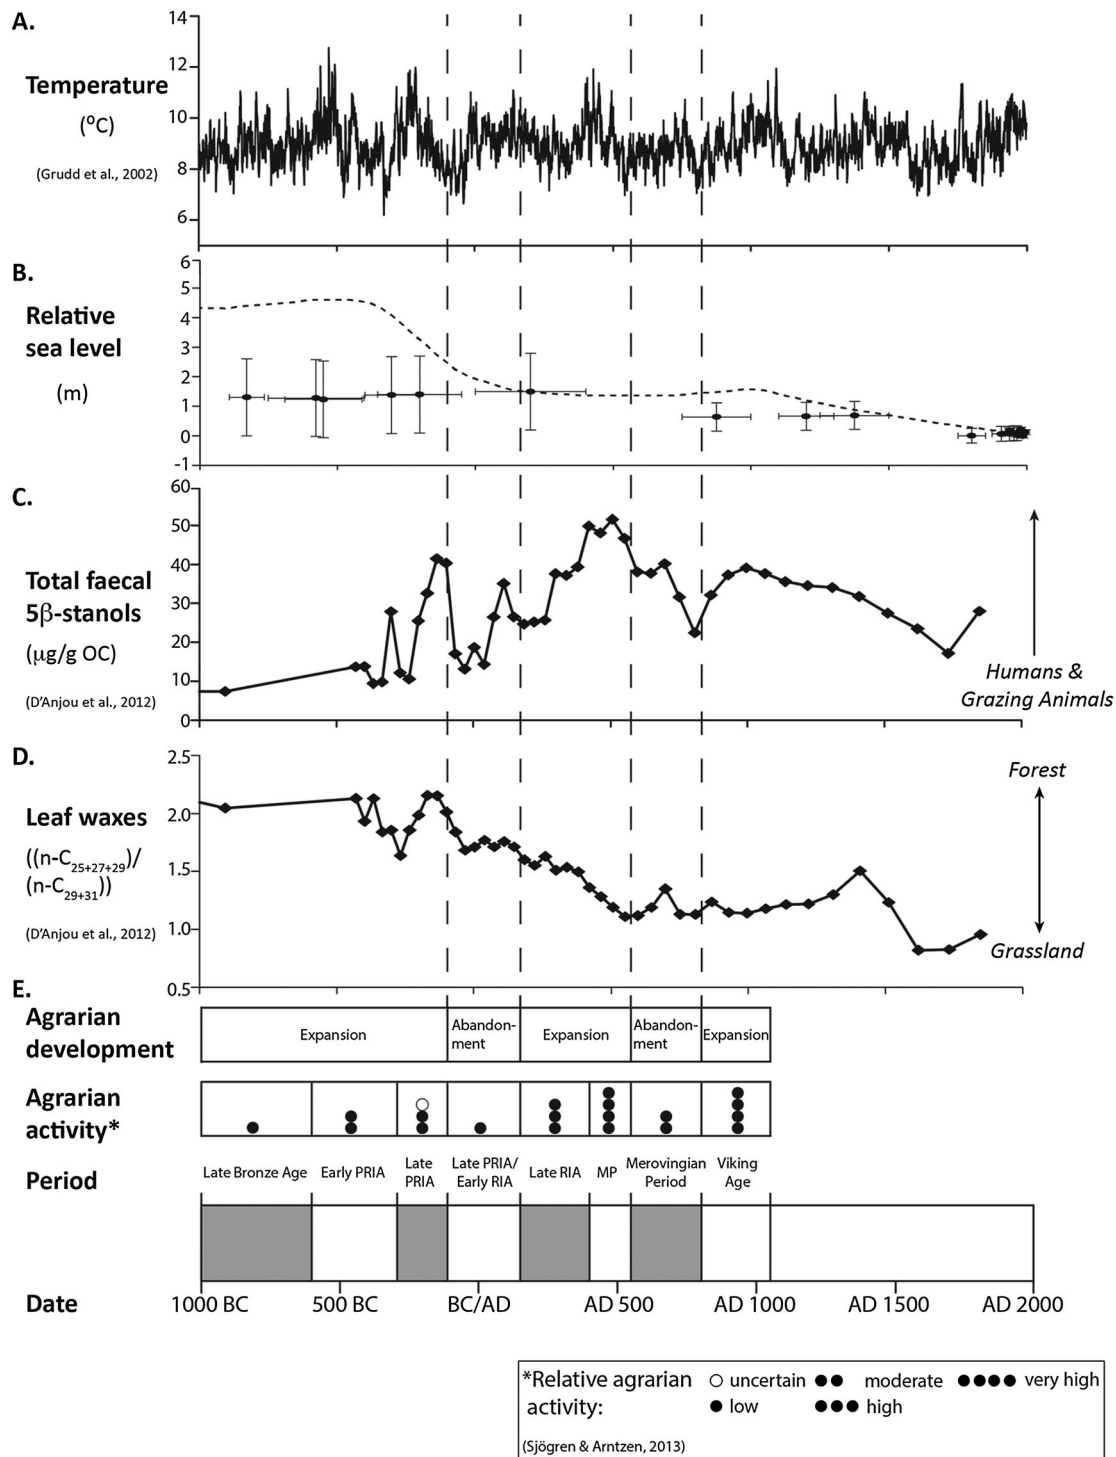 A.
Temperature
(ºC)
(Grudd et al., 2002)
14
12
10
8
6
B.
Relative
sea level
(m)
6
5
4
3
2
1
0
-1
C.
Total faecal
5β-stanols
(μg/g OC)
(D’Anjou et al., 2012)
60
50
40
30
20
10
0
Humans &
Grazing Animals
D.
Leaf waxes
((n-C25+27+29)/
(n-C29+31))
(D’Anjou et al., 2012)
2.5
2.0
1.5
1.0
0.5
Forest
Grassland
E.
Agrarian
development
Expansion
Abandon-
ment
Expansion
Abandon-
ment
Expansion
Agrarian
activity*
Period
Late Bronze Age
Early PRIA
Late
PRIA
Late PRIA/
Early RIA
Late RIA
MP
Merovingian
Period
Viking
Age
Date
1000 BC
500 BC
BC/AD
AD 500
AD 1000
AD 1500
AD 2000
*Relative agrarian
activity:
uncertain
moderate
very high
low
high
(Sjögren & Arntzen, 2013)